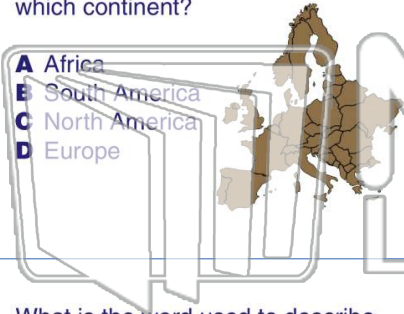 which continent?
A Africa
B South America
C North America
D Europe
What is the word used to describe